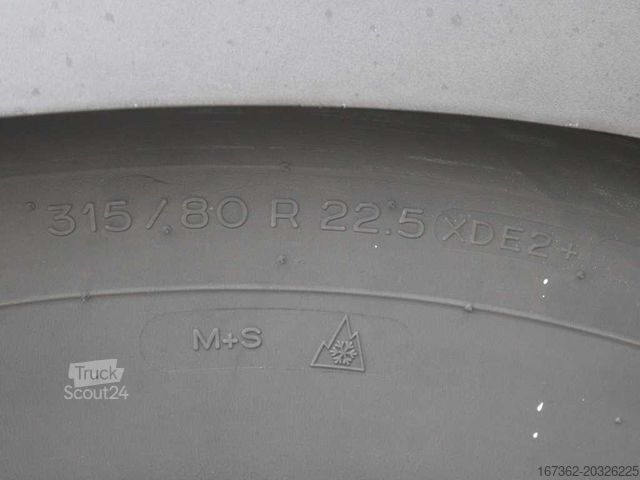 315/80 R 22.5 XDE2+
M+S
Truck
Scout24
167362-20326225